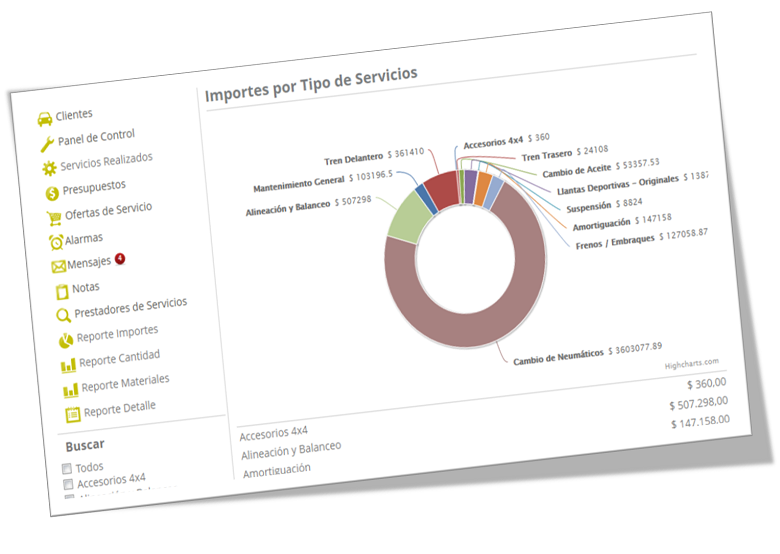 Importes por Tipo de Servicios
Clientes
Panel de Control
Servicios Realizados
Presupuestos
Ofertas de Servicio
Alarmas
Mensajes 4
Notas
Prestadores de Servicios
Reporte Importes
Reporte Cantidad
Reporte Materiales
Reporte Detalle
Buscar
Todos
Accesorios 4x4
Tren Delantero $ 361410
Mantenimiento General $ 103196.5
Alineación y Balanceo $ 507298
Accesorios 4x4 $ 360
Tren Trasero $ 24108
Cambio de Aceite $ 53357.53
Llantas Deportivas - Originales $ 1387
Suspensión $ 8824
Amortiguación $ 147158
Frenos / Embraques $ 127058.87
Cambio de Neumáticos $ 3603077.89
Highcharts.com
Accesorios 4x4 $ 360,00
Alineación y Balanceo $ 507.298,00
Amortiguación $ 147.158,00